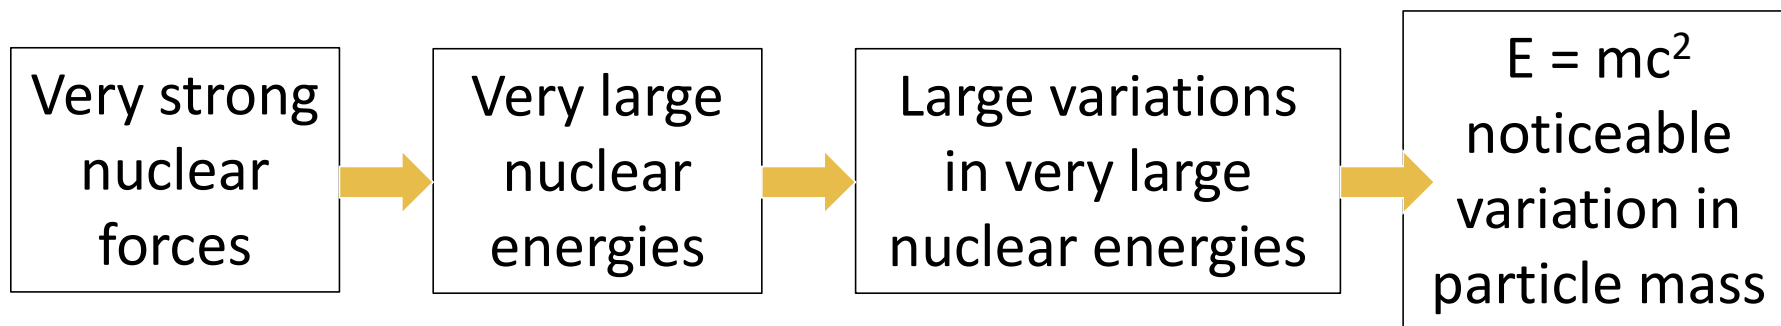 Very strong
nuclear
forces
Very large
nuclear
energies
Large variations
in very large
nuclear energies
E = mc²
noticeable
variation in
particle mass